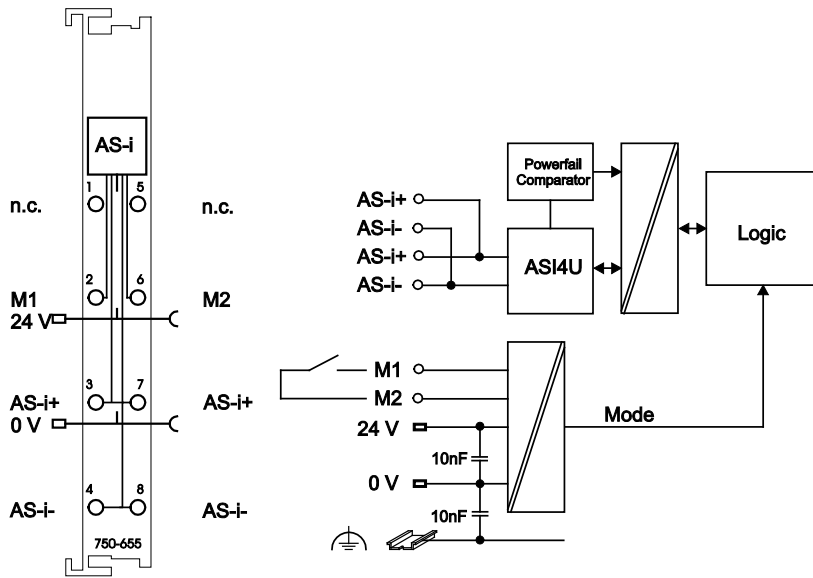 AS-i
1 5
n.c. n.c.
2 6
M1 M2
24 V
3 7
AS-i+ AS-i+
0 V
4 8
AS-i- AS-i-
750-655
Powerfail
Comparator
AS-i+
AS-i-
AS-i+
AS-i-
ASI4U
Logic
M1
M2
24 V
10nF
0 V
10nF
Mode